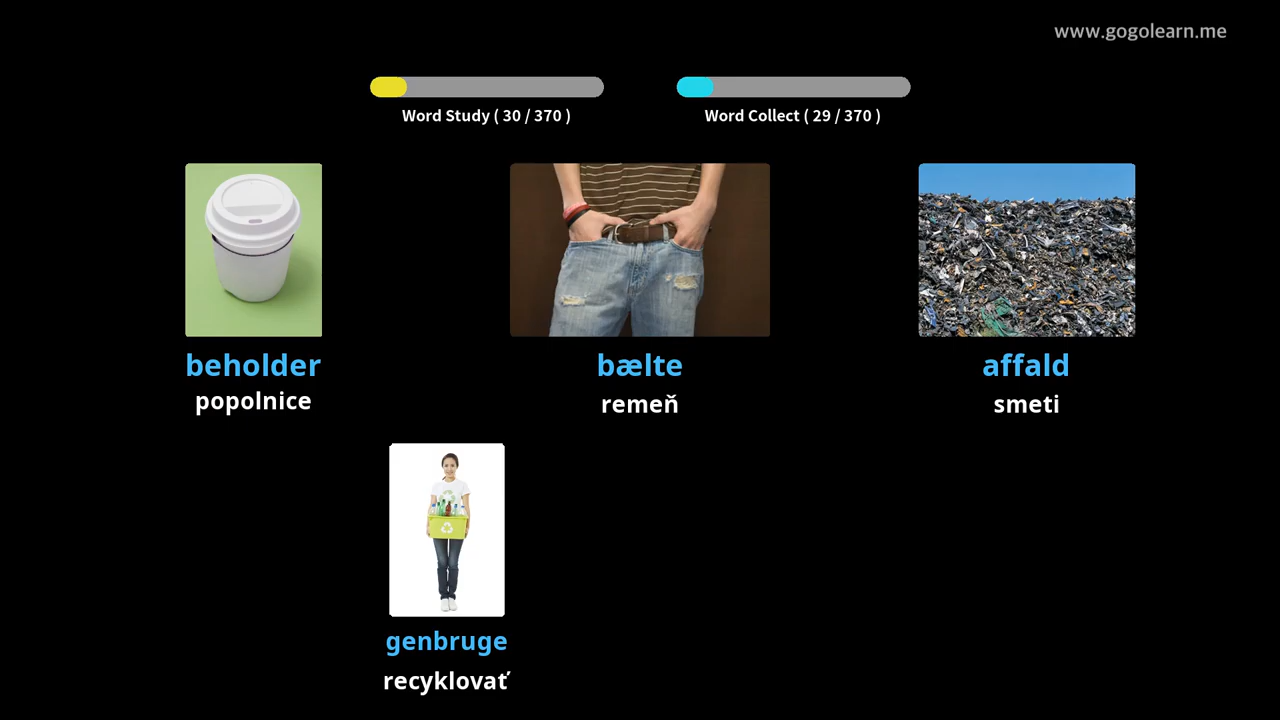 www.gogolearn.me
Word Study ( 30 / 370 )
Word Collect ( 29 / 370 )
beholder
popolnice
bælte
remeň
affald
smeti
genbruge
recyklovať